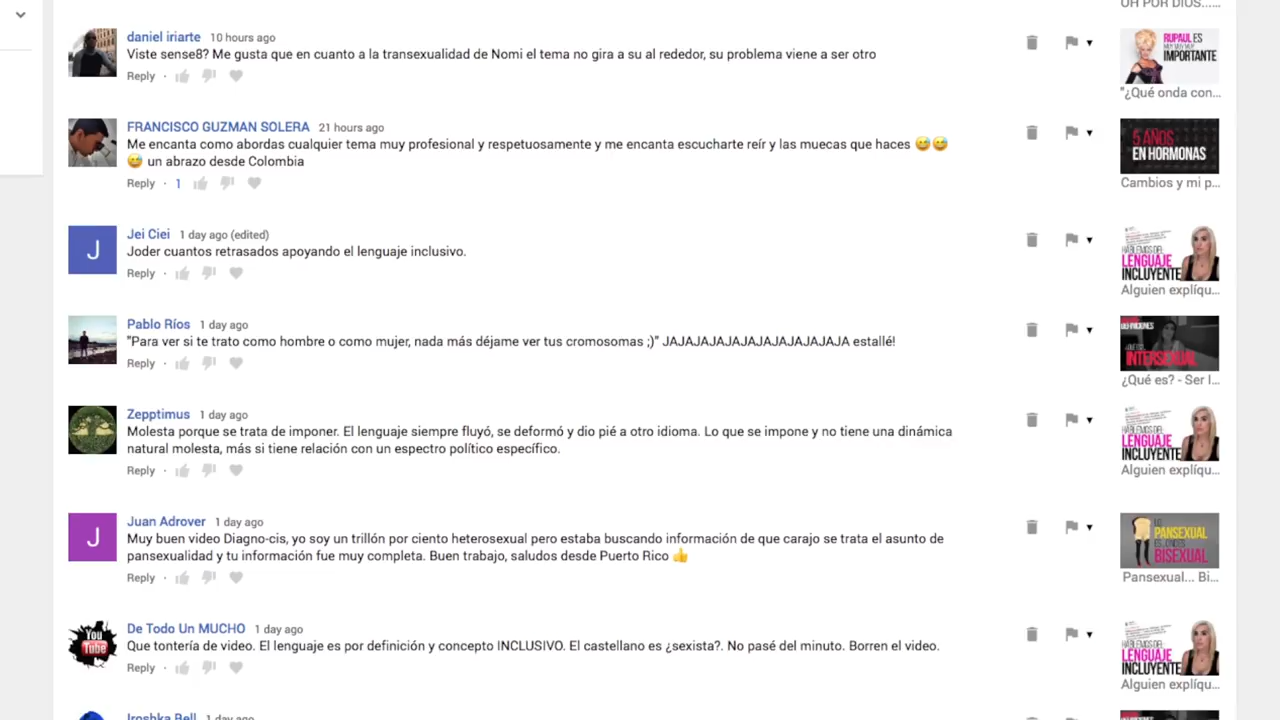 OH POR DIOS......
daniel iriarte 10 hours ago
Viste sense8? Me gusta que en cuanto a la transexualidad de Nomi el tema no gira a su al rededor, su problema viene a ser otro
Reply ·
RUPAUL ES
MUY MUY MUY
IMPORTANTE
"¿Qué onda con...
FRANCISCO GUZMAN SOLERA 21 hours ago
Me encanta como abordas cualquier tema muy profesional y respetuosamente y me encanta escucharte reír y las muecas que haces 😅😅
😅 un abrazo desde Colombia
Reply · 1
5 AÑOS
EN HORMONAS
Cambios y mi p...
Jei Ciei 1 day ago (edited)
Joder cuantos retrasados apoyando el lenguaje inclusivo.
Reply ·
HABLEMOS DEL
LENGUAJE
INCLUYENTE
Alguien explíqu...
Pablo Ríos 1 day ago
"Para ver si te trato como hombre o como mujer, nada más déjame ver tus cromosomas ;)" JAJAJAJAJAJAJAJAJAJAJAJA estallé!
Reply ·
DEFINICIONES
INTERSEXUAL
¿Qué es? - Ser I...
Zepptimus 1 day ago
Molesta porque se trata de imponer. El lenguaje siempre fluyó, se deformó y dio pié a otro idioma. Lo que se impone y no tiene una dinámica
natural molesta, más si tiene relación con un espectro político específico.
Reply ·
HABLEMOS DEL
LENGUAJE
INCLUYENTE
Alguien explíqu...
J
Juan Adrover 1 day ago
Muy buen video Diagno-cis, yo soy un trillón por ciento heterosexual pero estaba buscando información de que carajo se trata el asunto de
pansexualidad y tu información fue muy completa. Buen trabajo, saludos desde Puerto Rico 👍
Reply ·
LO
PANSEXUAL
BISEXUAL
Pansexual... Bi...
You
Tube
De Todo Un MUCHO 1 day ago
Que tontería de video. El lenguaje es por definición y concepto INCLUSIVO. El castellano es ¿sexista?. No pasé del minuto. Borren el video.
Reply ·
HABLEMOS DEL
LENGUAJE
INCLUYENTE
Alguien explíqu...
Iroshka Bell 1 day ago